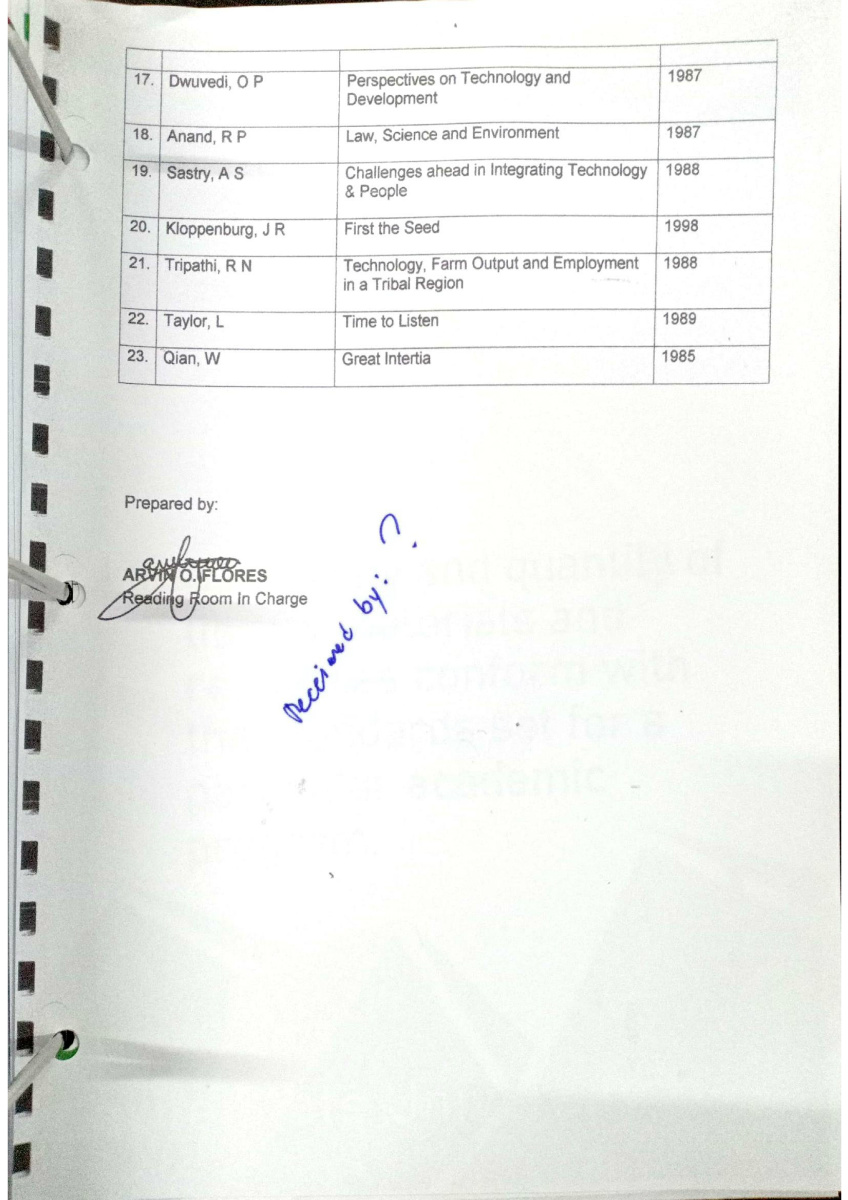 17. Dwuvedi, O P Perspectives on Technology and 1987
Development
18. Anand, R P Law, Science and Environment 1987
19. Sastry, A S Challenges ahead in Integrating Technology 1988
& People
20. Kloppenburg, J R First the Seed 1998
21. Tripathi, R N Technology, Farm Output and Employment 1988
in a Tribal Region
22. Taylor, L Time to Listen 1989
23. Qian, W Great Intertia 1985
Prepared by:
ARVIN O. FLORES
Reading Room In Charge
Received by: ?